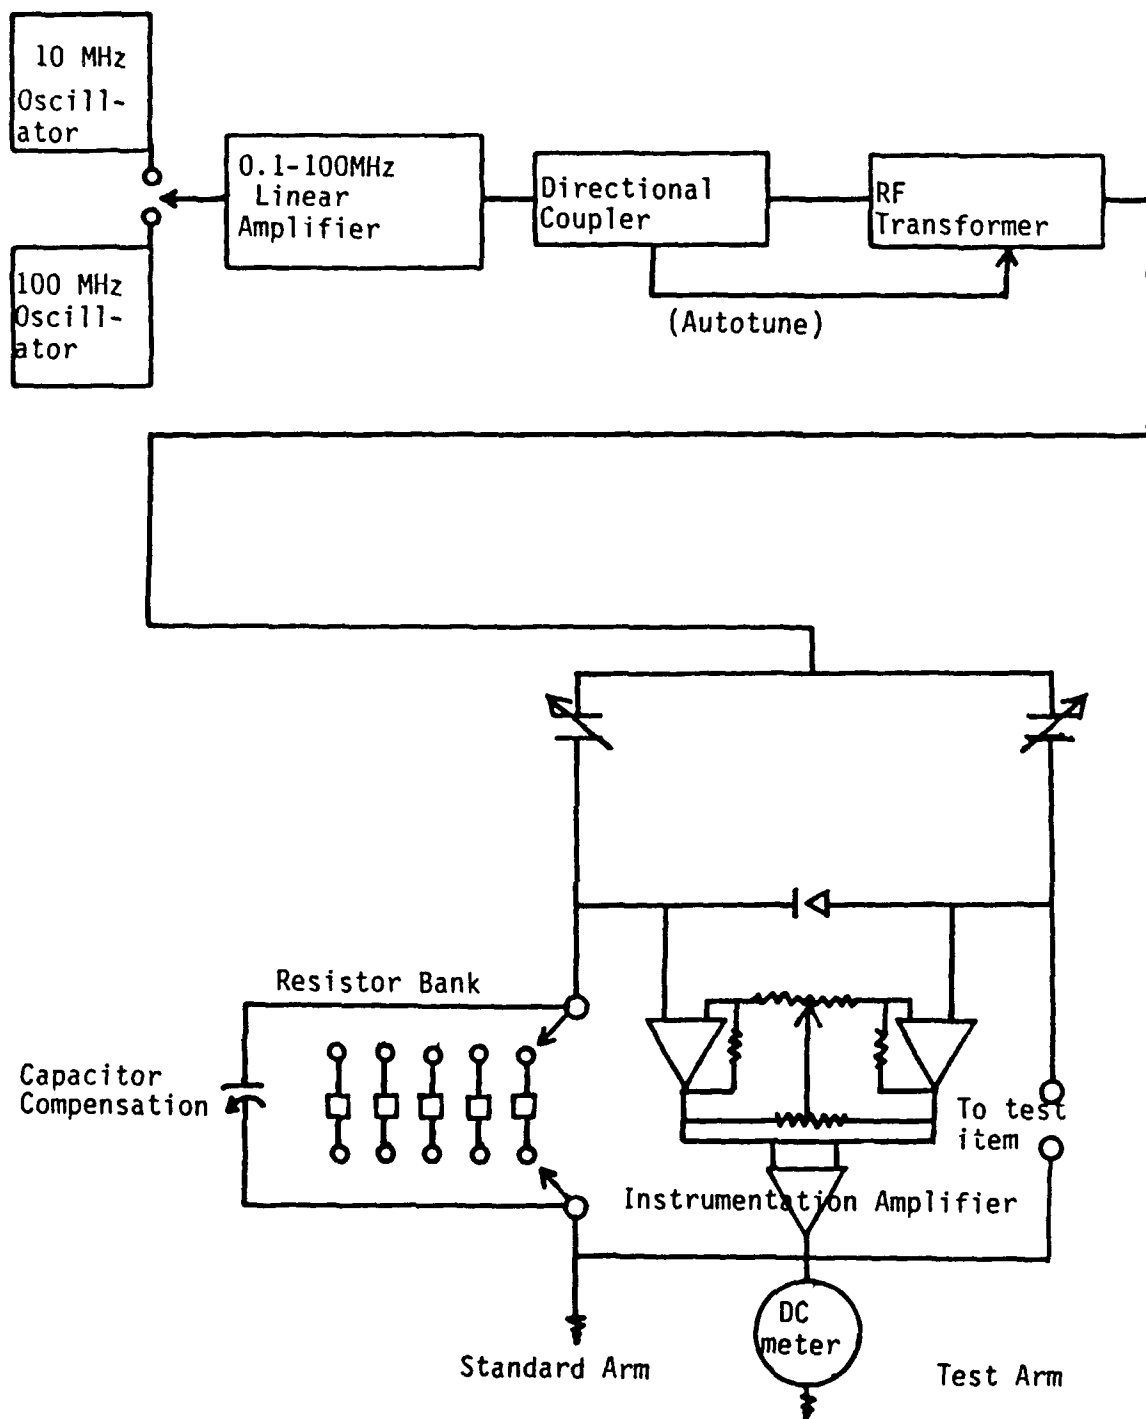 10 MHz
Oscill-
ator
0.1-100MHz
Linear
Amplifier
Directional
Coupler
RF
Transformer
100 MHz
Oscill-
ator
(Autotune)
Resistor Bank
Capacitor
Compensation
To test
item
Instrumentation Amplifier
DC
meter
Standard Arm
Test Arm